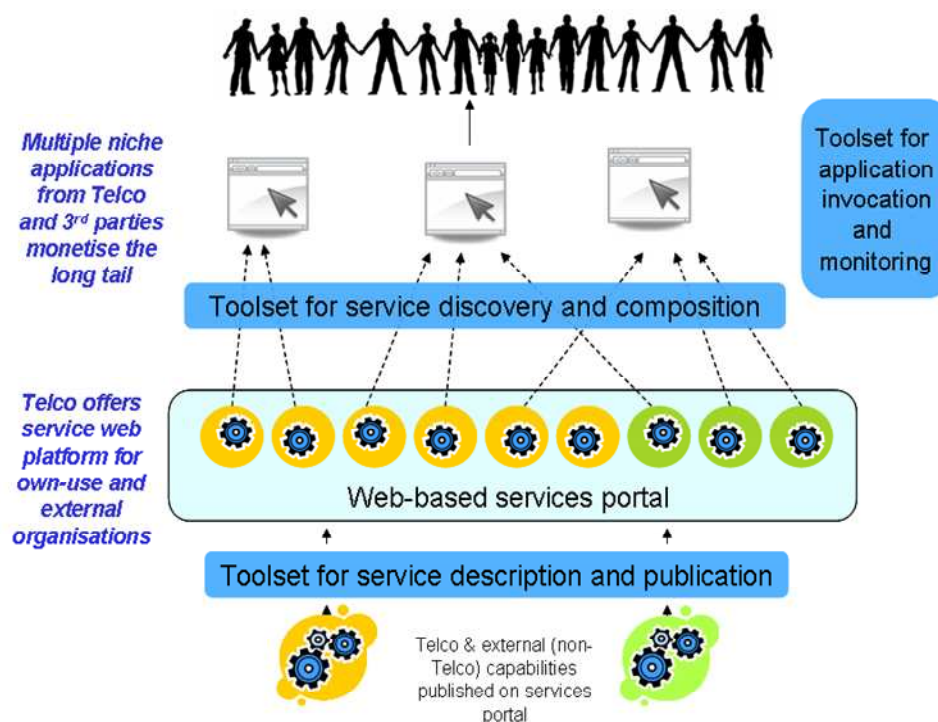 Multiple niche
applications
from Telco
and 3rd parties
monetise the
long tail
Toolset for
application
invocation
and
monitoring
Toolset for service discovery and composition
Telco offers
service web
platform for
own-use and
external
organisations
Web-based services portal
Toolset for service description and publication
Telco & external (non-
Telco) capabilities
published on services
portal